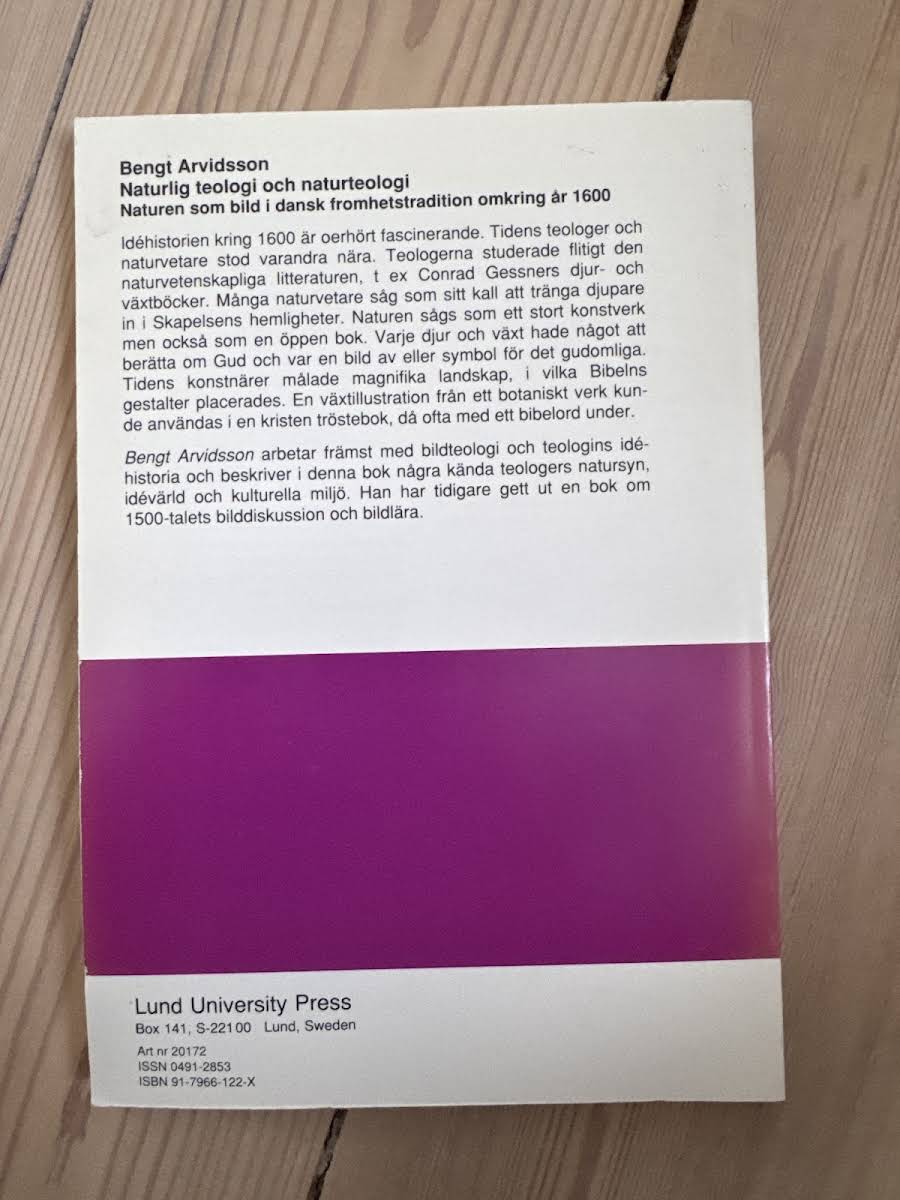 Bengt Arvidsson
Naturlig teologi och naturteologi
Naturen som bild i dansk fromhetstradition omkring år 1600
Idéhistorien kring 1600 är oerhört fascinerande. Tidens teologer och
naturvetare stod varandra nära. Teologerna studerade flitigt den
naturvetenskapliga litteraturen, t ex Conrad Gessners djur- och
växtböcker. Många naturvetare såg som sitt kall att tränga djupare
in i Skapelsens hemligheter. Naturen sågs som ett stort konstverk
men också som en öppen bok. Varje djur och växt hade något att
berätta om Gud och var en bild av eller symbol för det gudomliga.
Tidens konstnärer målade magnifika landskap, i vilka Bibelns
gestalter placerades. En växtillustration från ett botaniskt verk kun-
de användas i en kristen tröstebok, då ofta med ett bibelord under.
Bengt Arvidsson arbetar främst med bildteologi och teologins idé-
historia och beskriver i denna bok några kända teologers natursyn,
idévärld och kulturella miljö. Han har tidigare gett ut en bok om
1500-talets bilddiskussion och bildlära.
Lund University Press
Box 141, S-221 00 Lund, Sweden
Art nr 20172
ISSN 0491-2853
ISBN 91-7966-122-X